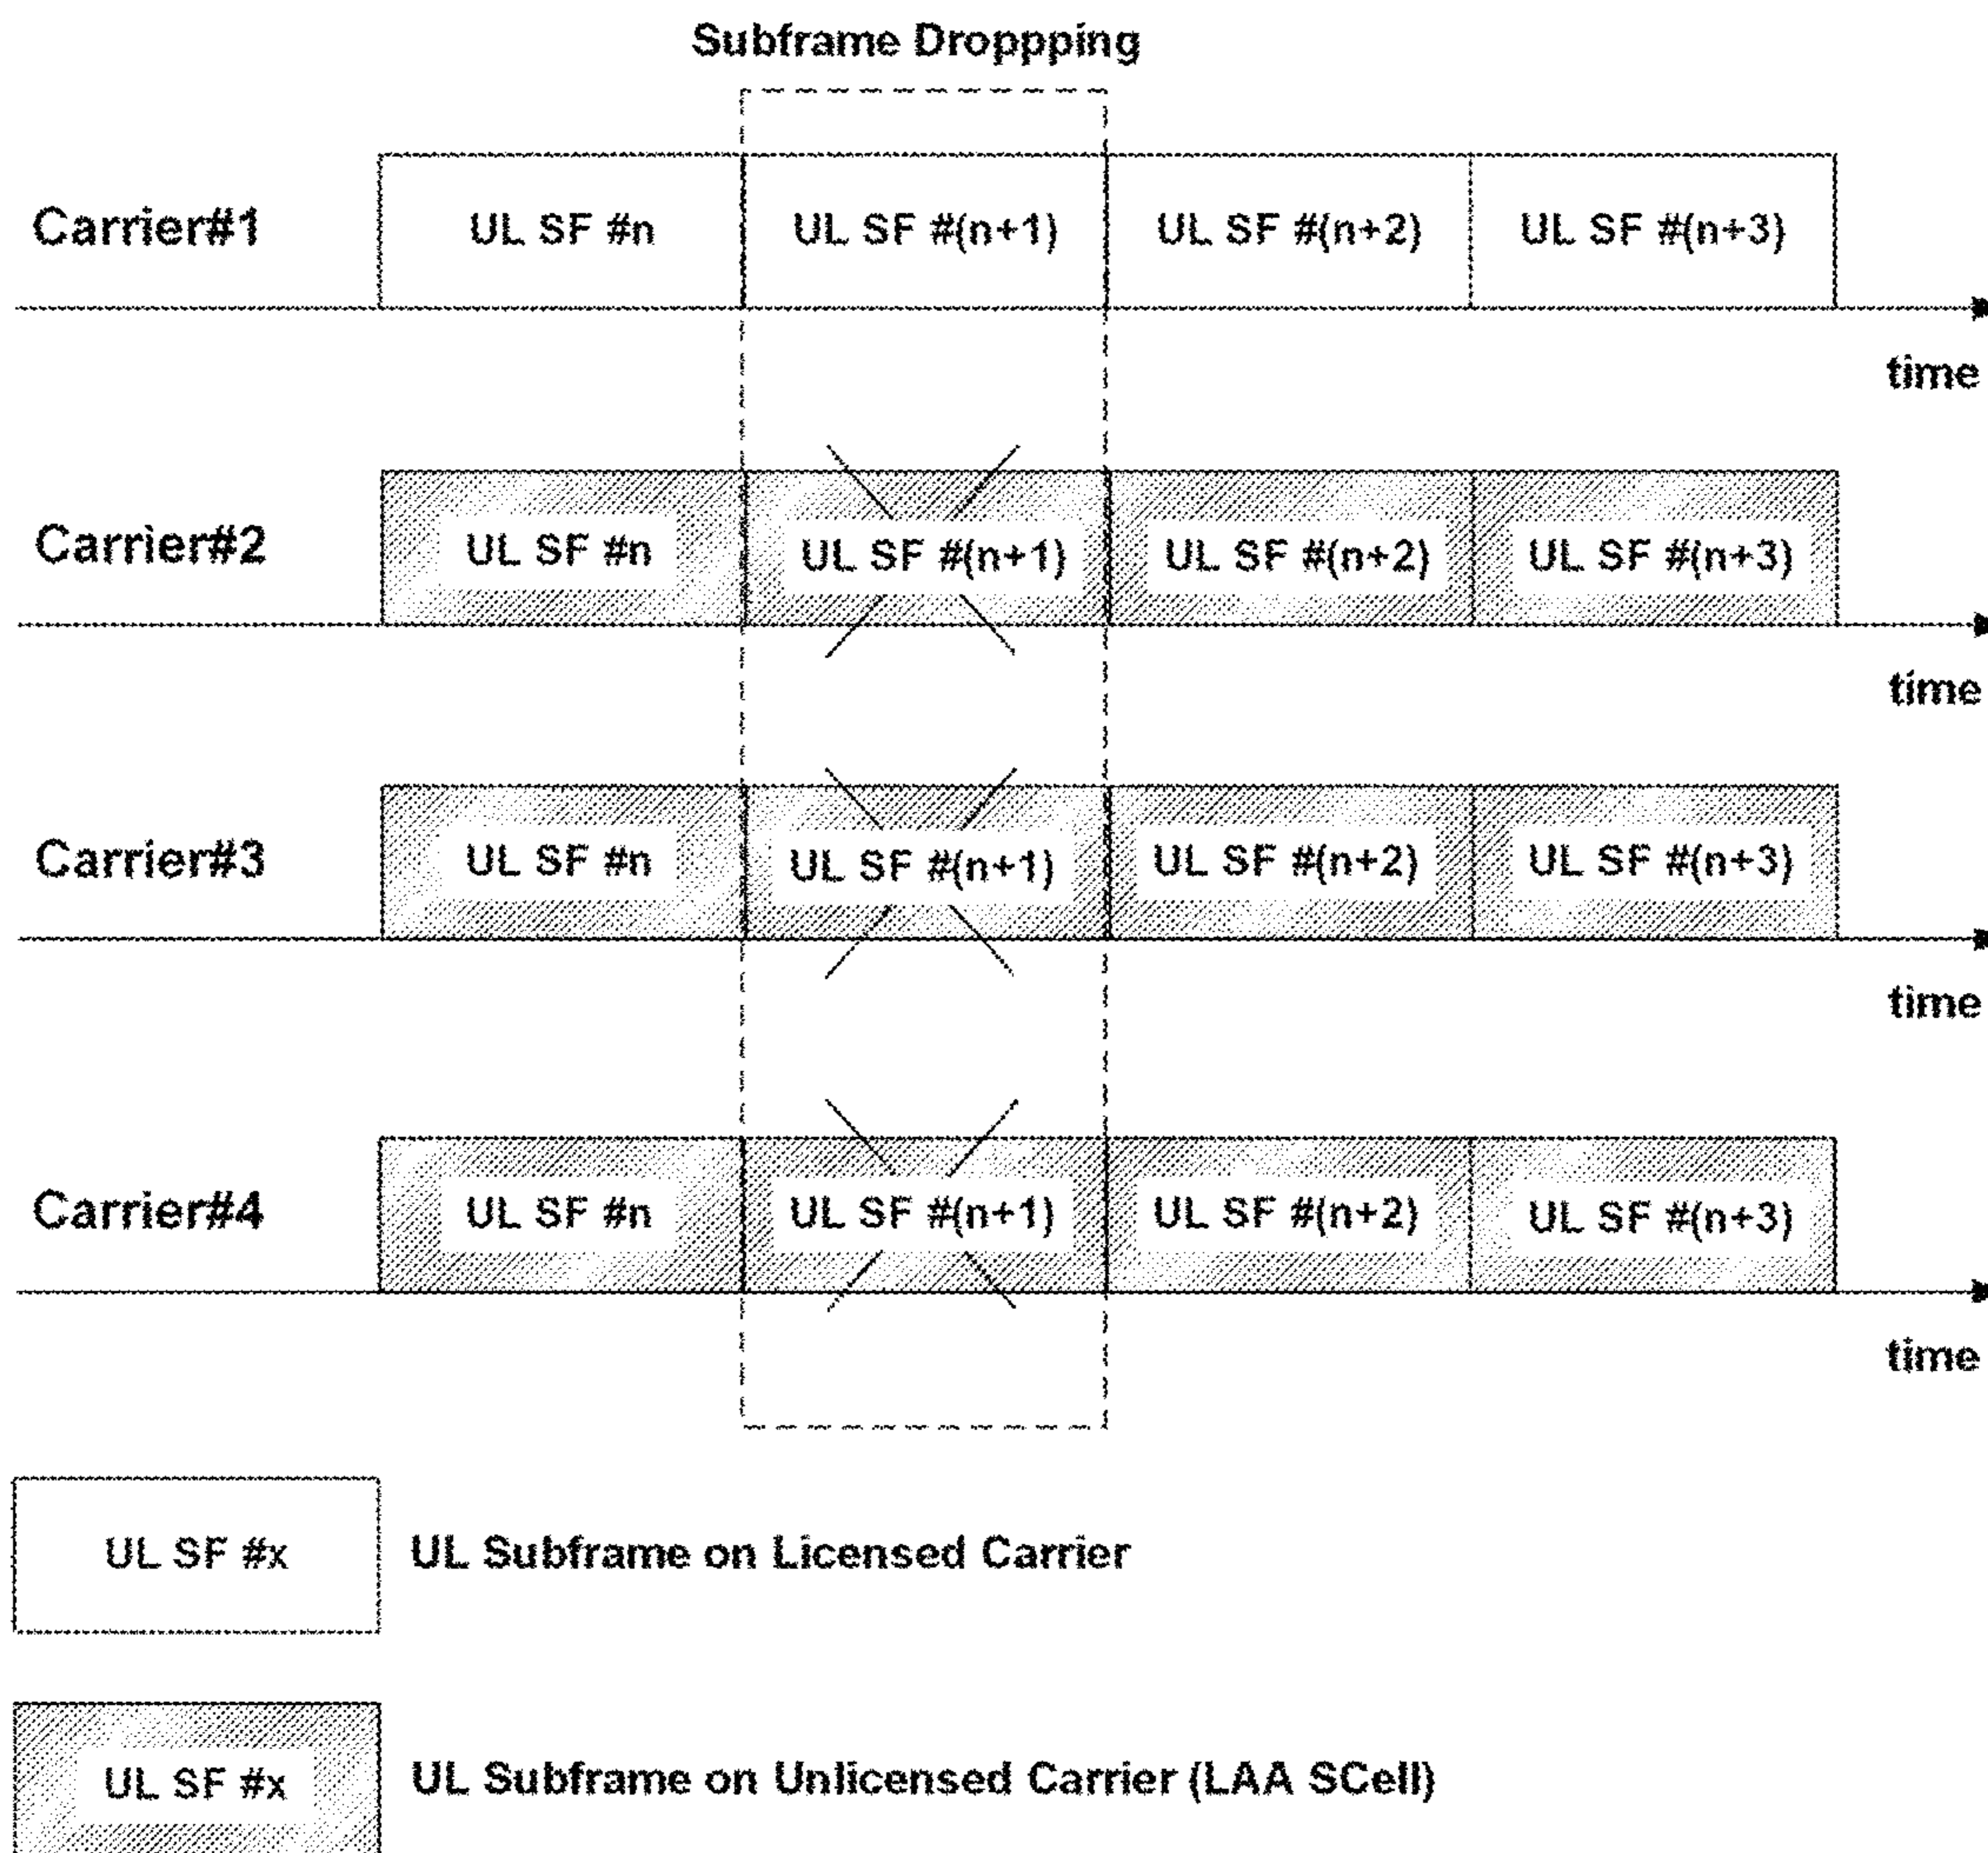 Subframe Droppping
Carrier#1 UL SF #n UL SF #(n+1) UL SF #(n+2) UL SF #(n+3)
time
Carrier#2 UL SF #n UL SF #(n+1) UL SF #(n+2) UL SF #(n+3)
time
Carrier#3 UL SF #n UL SF #(n+1) UL SF #(n+2) UL SF #(n+3)
time
Carrier#4 UL SF #n UL SF #(n+1) UL SF #(n+2) UL SF #(n+3)
time
UL SF #x UL Subframe on Licensed Carrier
UL SF #x UL Subframe on Unlicensed Carrier (LAA SCell)